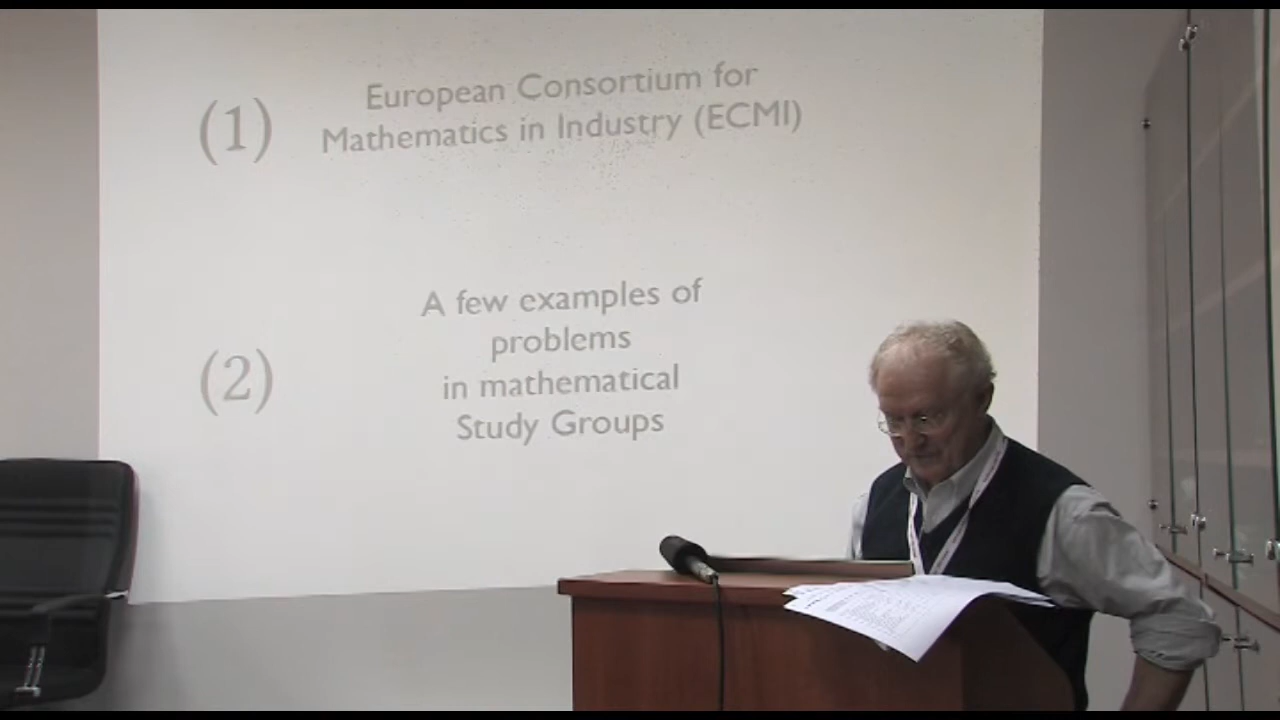 (1)
European Consortium for
Mathematics in Industry (ECMI)
(2)
A few examples of
problems
in mathematical
Study Groups